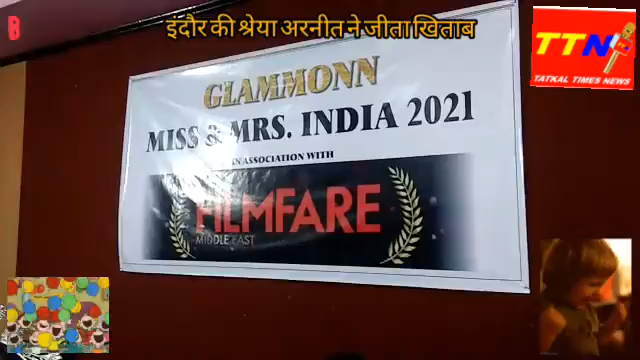 B
इंदौर की श्रेया अरनीत ने जीता खिताब
TTN
TATKAL TIMES NEWS
GLAMMONN
MISS & MRS. INDIA 2021
IN ASSOCIATION WITH
FILMFARE
MIDDLE EAST